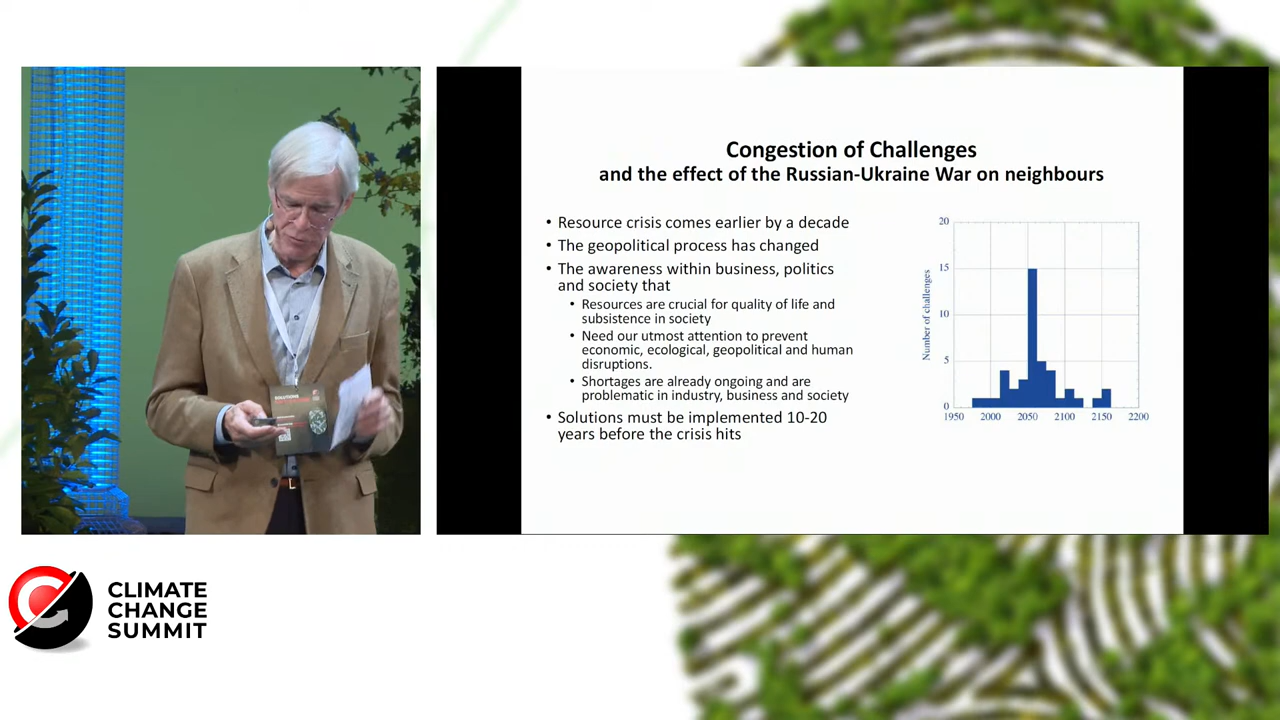 Congestion of Challenges
and the effect of the Russian-Ukraine War on neighbours
• Resource crisis comes earlier by a decade
• The geopolitical process has changed
• The awareness within business, politics
and society that
• Resources are crucial for quality of life and
subsistence in society
• Need our utmost attention to prevent
economic, ecological, geopolitical and human
disruptions.
• Shortages are already ongoing and are
problematic in industry, business and society
• Solutions must be implemented 10-20
years before the crisis hits
Number of challenges
20
15
10
5
0
1950 2000 2050 2100 2150 2200
SOLUTIONS
CLIMATE
CHANGE
SUMMIT